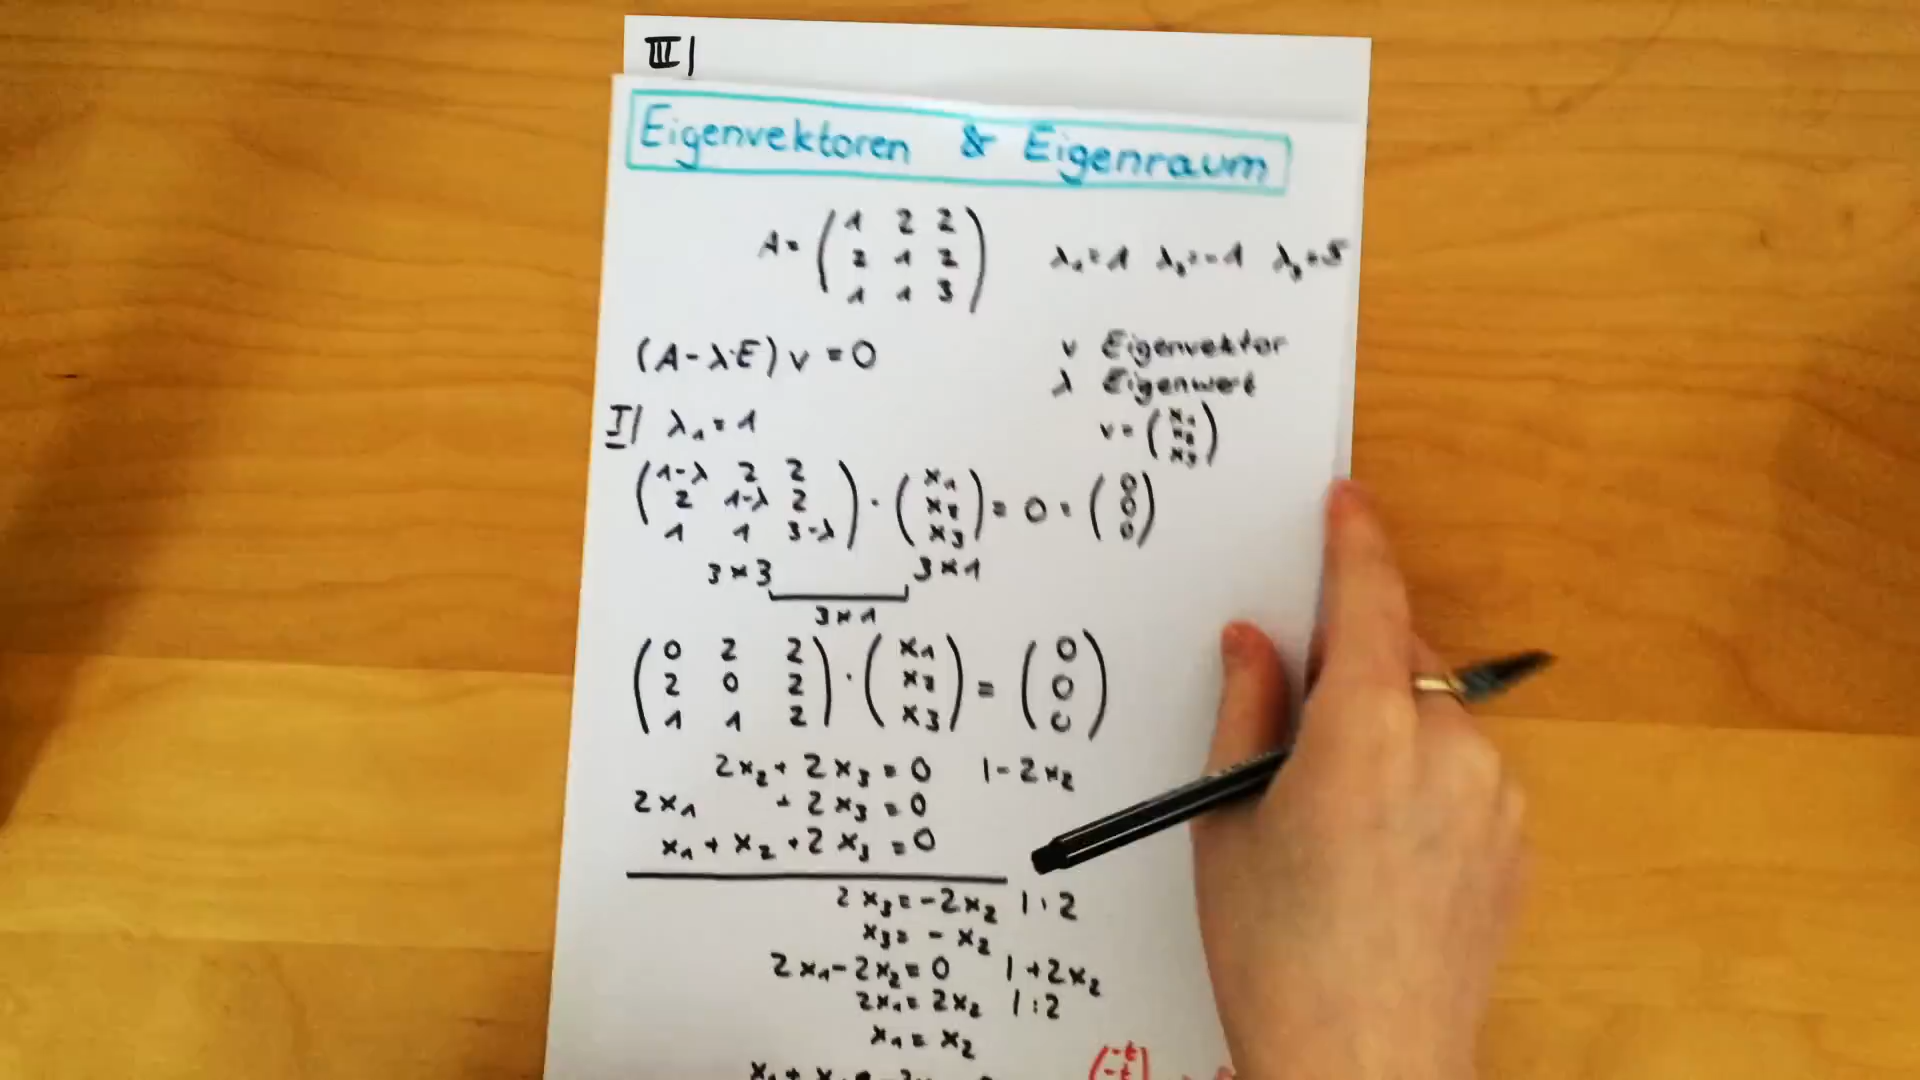 III|
Eigenvektoren & Eigenraum
A = (1 2 2
2 1 2
1 1 3) λ₁=1 λ₂=-1 λ₃=5
(A-λ·E) v = 0
v Eigenvektor
λ Eigenwert
I| λ₁ = 1
v = (x₁
x₂
x₃)
(1-λ 2 2
2 1-λ 2
1 1 3-λ) · (x₁
x₂
x₃) = 0 = (0
0
0)
3×3 3×1
3×1
(0 2 2
2 0 2
1 1 2) · (x₁
x₂
x₃) = (0
0
0)
2x₂ + 2x₃ = 0 |-2x₂
2x₁ + 2x₃ = 0
x₁ + x₂ + 2x₃ = 0
2x₃ = -2x₂ |:2
x₃ = -x₂
2x₁ - 2x₂ = 0 |+2x₂
2x₁ = 2x₂ |:2
x₁ = x₂
(-t
-t